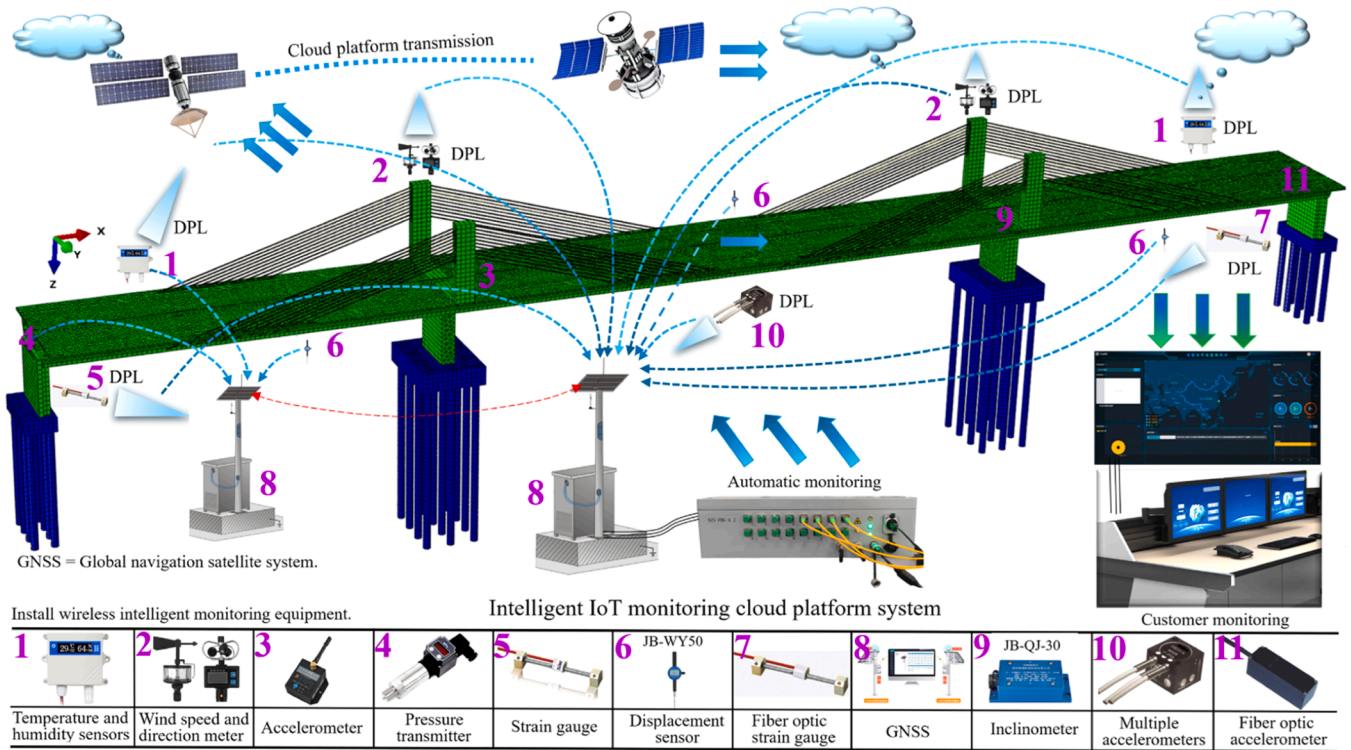 Cloud platform transmission
2
DPL
1
DPL
2
DPL
6
11
DPL
9
7
6
DPL
X
Y
Z
1
3
4
6
DPL
10
5
DPL
8
8
Automatic monitoring
GNSS = Global navigation satellite system.
Install wireless intelligent monitoring equipment.
Intelligent IoT monitoring cloud platform system
Customer monitoring
1
2
3
4
5
6
JB-WY50
7
8
9
JB-QJ-30
10
11
Temperature and
humidity sensors
Wind speed and
direction meter
Accelerometer
Pressure
transmitter
Strain gauge
Displacement
sensor
Fiber optic
strain gauge
GNSS
Inclinometer
Multiple
accelerometers
Fiber optic
accelerometer